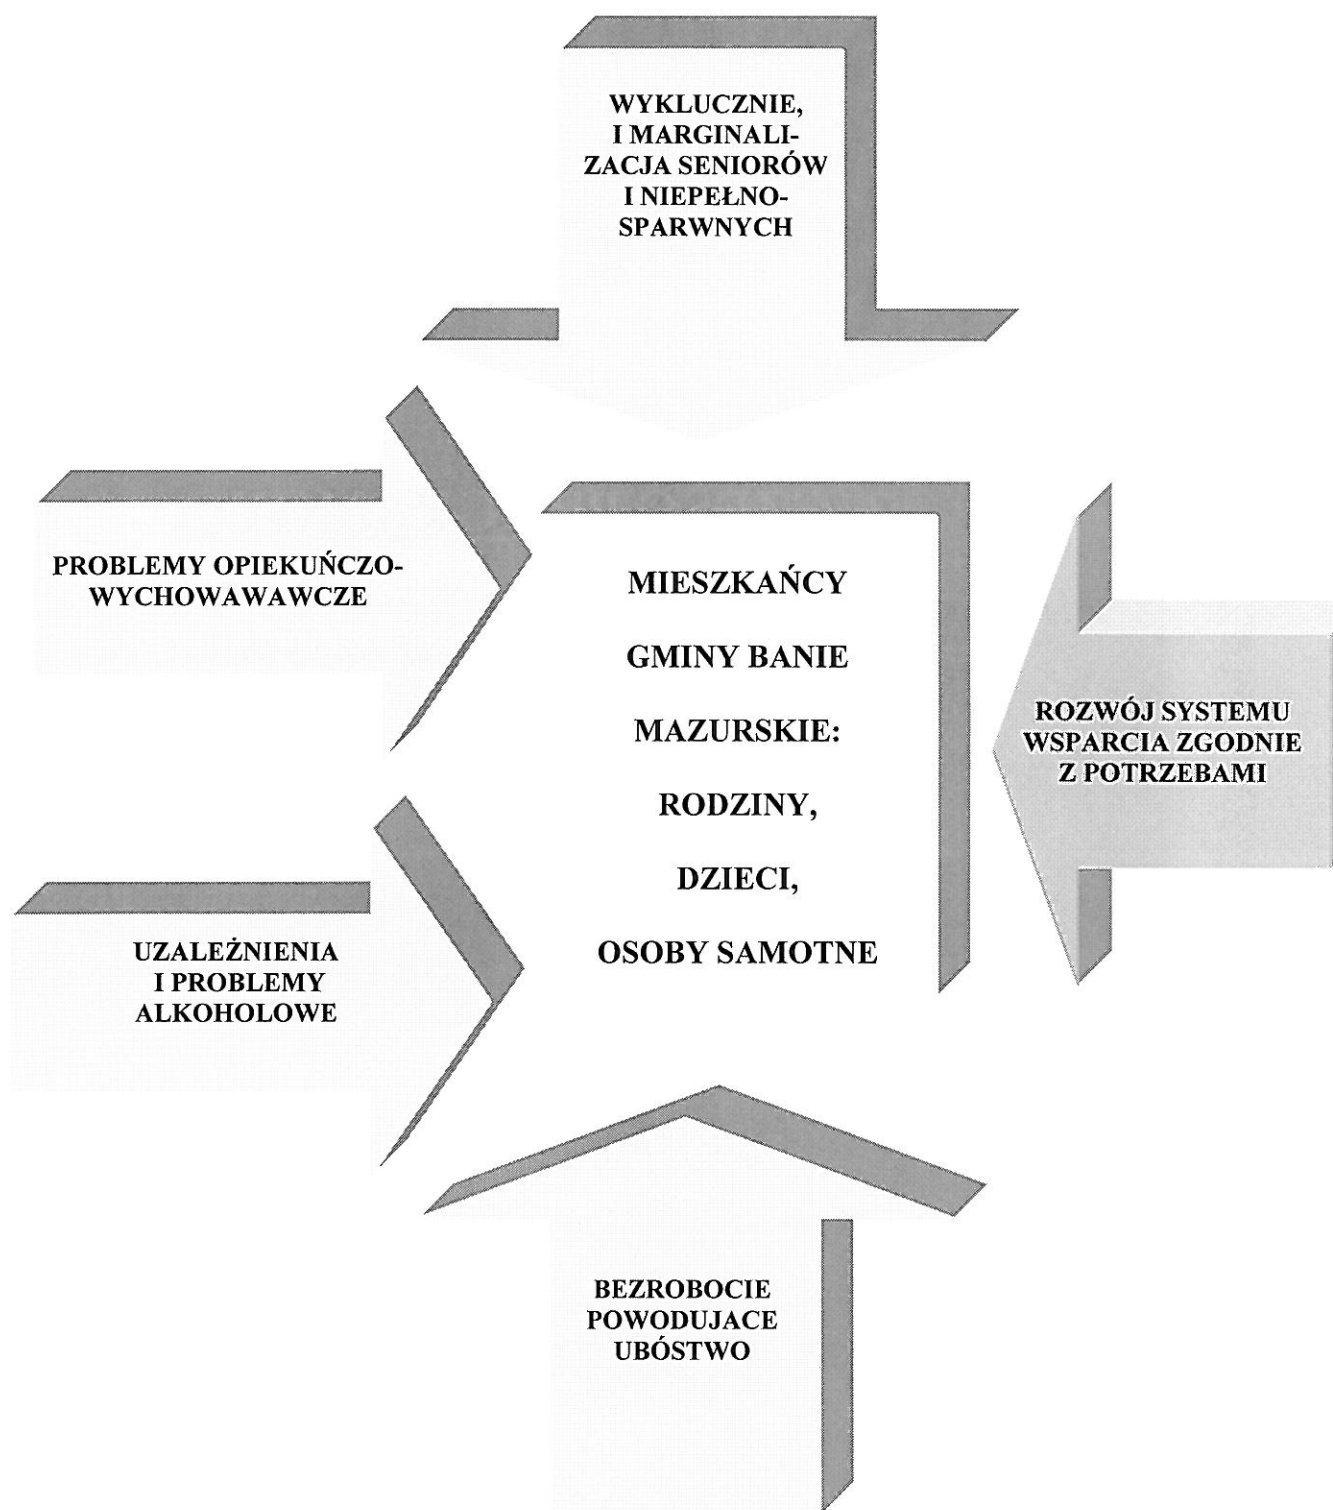 WYKLUCZNIE,
I MARGINALI-
ZACJA SENIORÓW
I NIEPEŁNO-
SPARWNYCH
PROBLEMY OPIEKUŃCZO-
WYCHOWAWAWCZE
MIESZKAŃCY
GMINY BANIE
MAZURSKIE:
RODZINY,
DZIECI,
OSOBY SAMOTNE
ROZWÓJ SYSTEMU
WSPARCIA ZGODNIE
Z POTRZEBAMI
UZALEŻNIENIA
I PROBLEMY
ALKOHOLOWE
BEZROBOCIE
POWODUJACE
UBÓSTWO